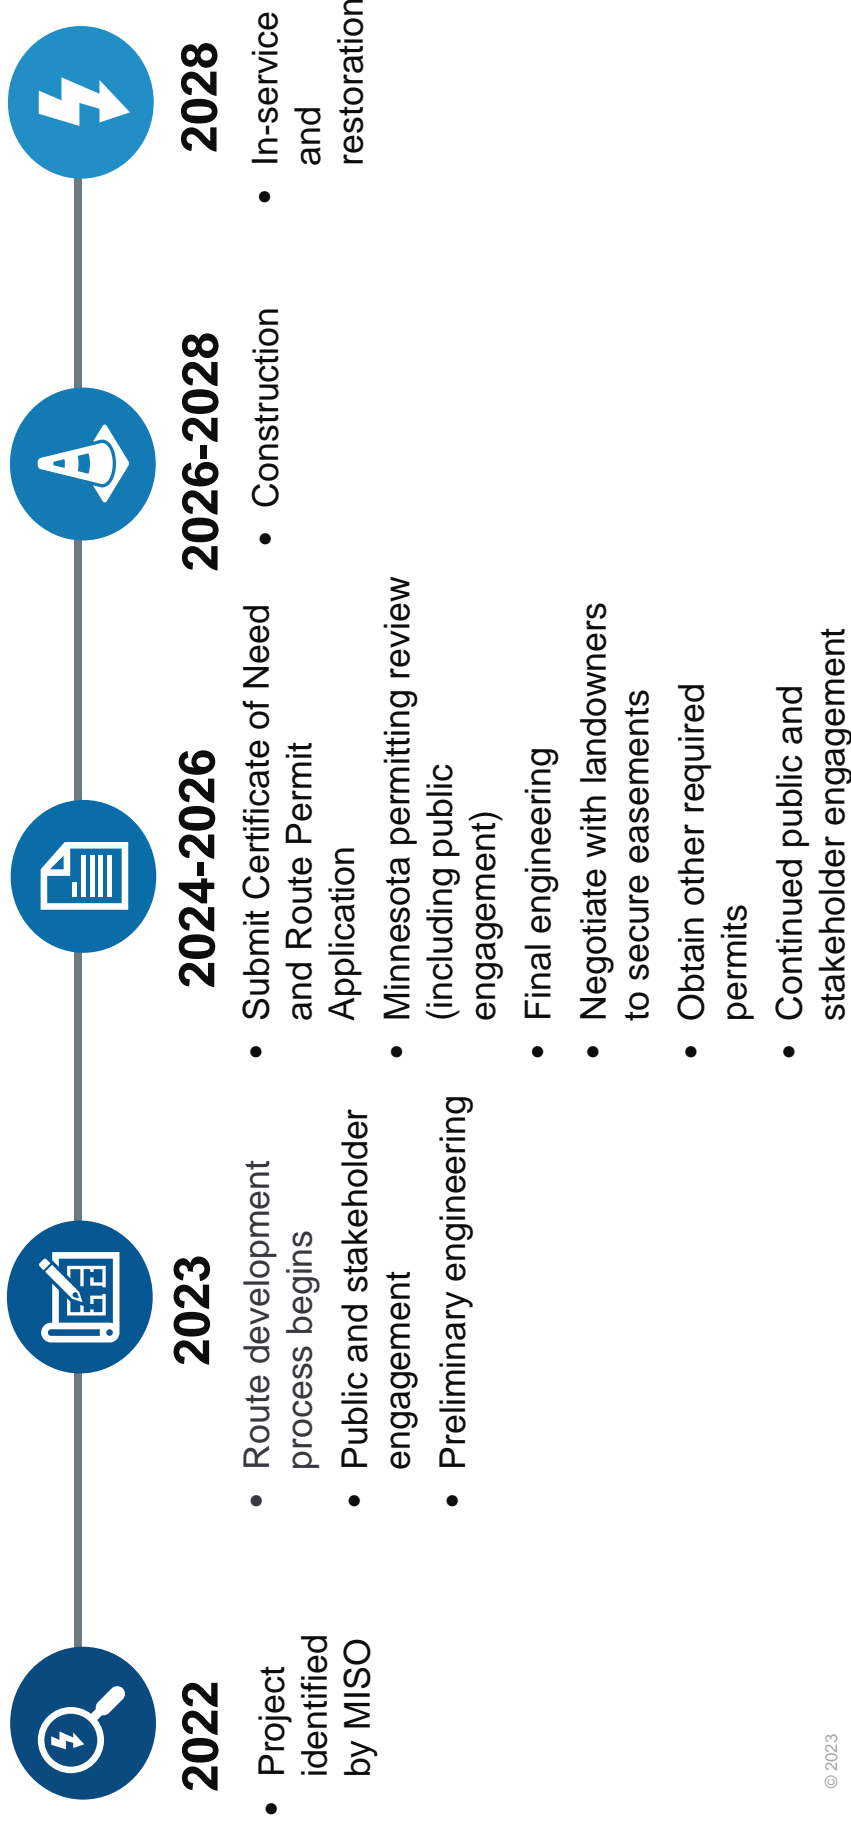 2022
• Project
identified
by MISO
2023
• Route development
process begins
• Public and stakeholder
engagement
• Preliminary engineering
2024-2026
• Submit Certificate of Need
and Route Permit
Application
• Minnesota permitting review
(including public
engagement)
• Final engineering
• Negotiate with landowners
to secure easements
• Obtain other required
permits
• Continued public and
stakeholder engagement
2026-2028
• Construction
2028
• In-service
and
restoration
© 2023